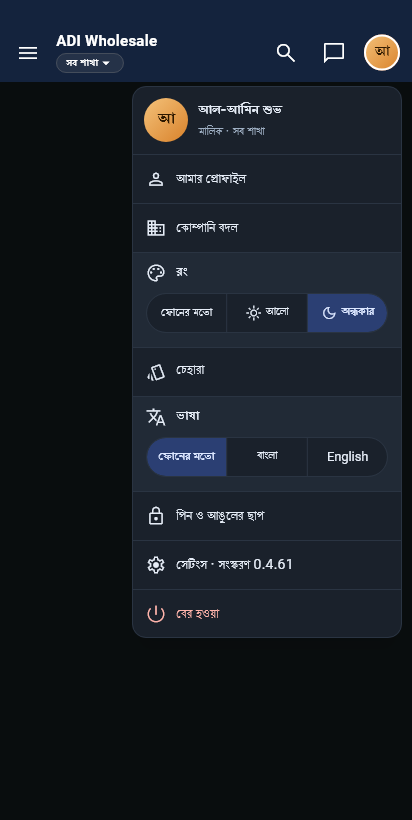 ADI Wholesale
সব শাখা
আ
আ
আল-আমিন শুভ
মালিক · সব শাখা
আমার প্রোফাইল
কোম্পানি বদল
রং
ফোনের মতো
আলো
অন্ধকার
চেহারা
ভাষা
ফোনের মতো
বাংলা
English
পিন ও আঙুলের ছাপ
সেটিংস · সংস্করণ 0.4.61
বের হওয়া